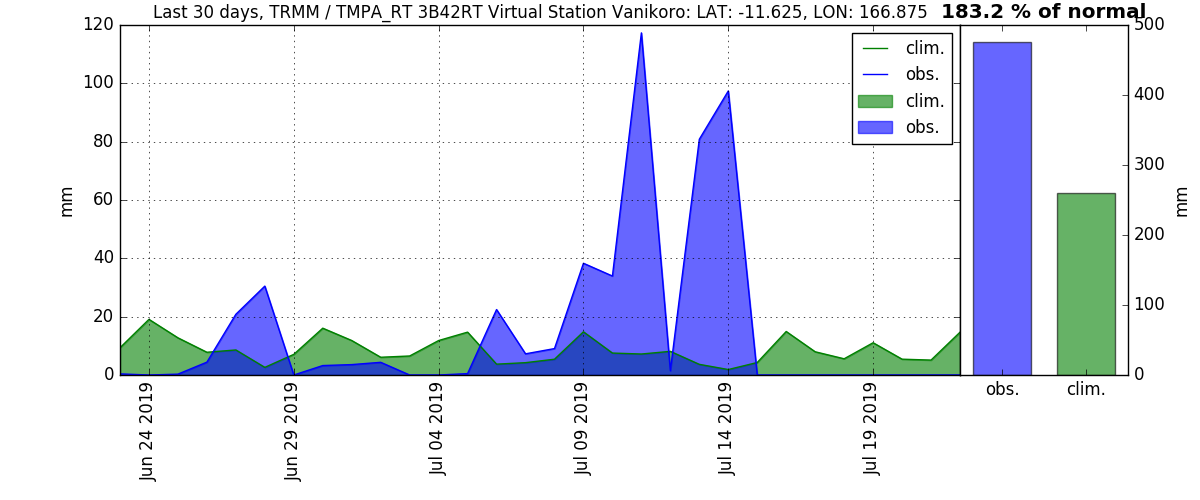 Last 30 days, TRMM / TMPA_RT 3B42RT Virtual Station Vanikoro: LAT: -11.625, LON: 166.875 183.2 % of normal
120
100
80
60
40
20
0
mm
clim.
obs.
clim.
obs.
Jun 24 2019
Jun 29 2019
Jul 04 2019
Jul 09 2019
Jul 14 2019
Jul 19 2019
500
400
300
200
100
0
mm
obs.
clim.